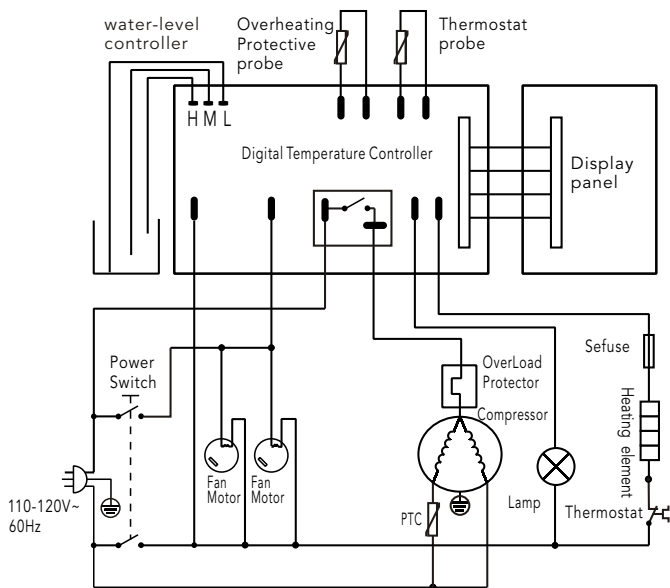 water-level
controller
Overheating
Protective
probe
Thermostat
probe
H M L
Digital Temperature Controller
Display
panel
Power
Switch
OverLoad
Protector
Compressor
Sefuse
Heating element
Fan
Motor
Fan
Motor
Lamp
Thermostat
PTC
110-120V~
60Hz